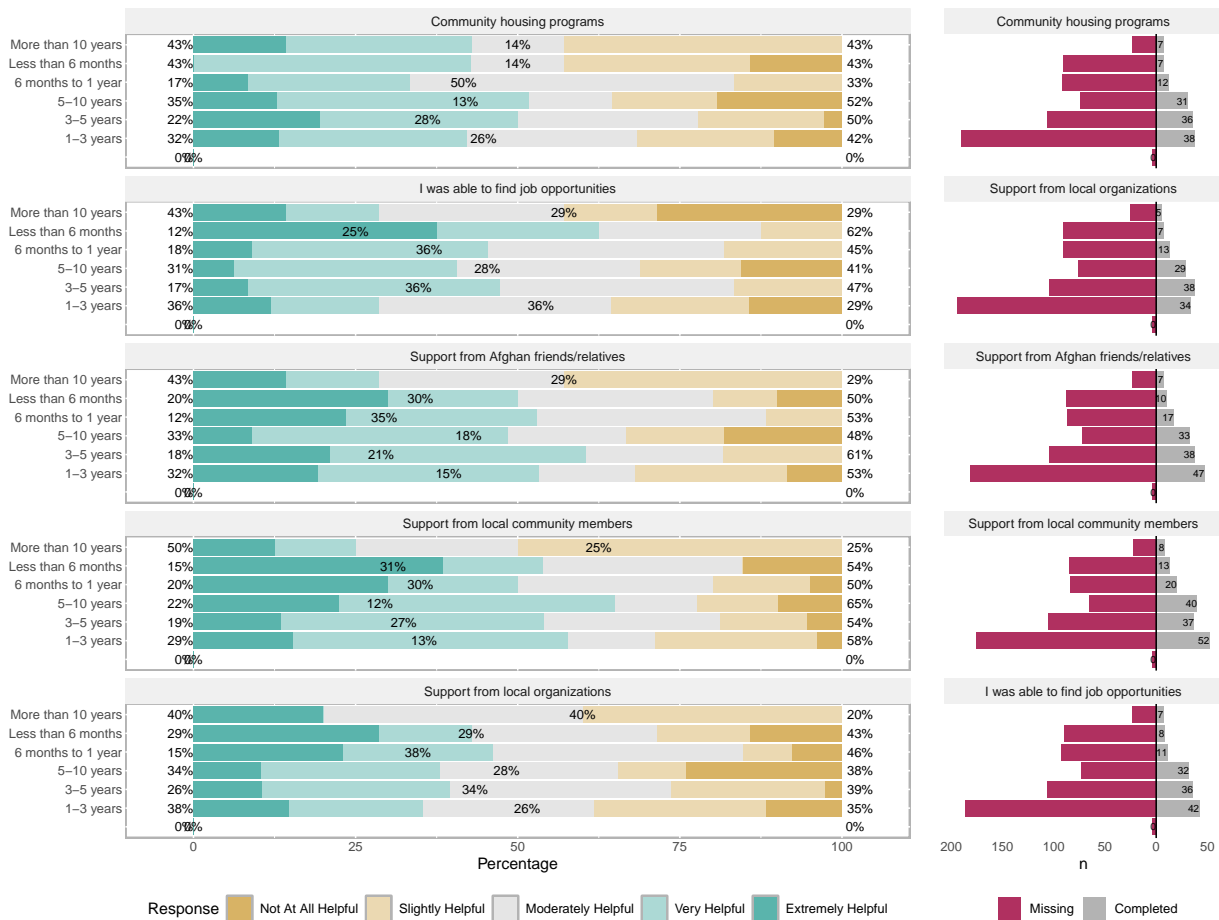 Community housing programs
Community housing programs
More than 10 years 43% 14% 43% 7
Less than 6 months 43% 14% 43% 7
6 months to 1 year 17% 50% 33% 12
5–10 years 35% 13% 52% 31
3–5 years 22% 28% 50% 36
1–3 years 32% 26% 42% 38
0% 0% 0% 0
I was able to find job opportunities
Support from local organizations
More than 10 years 43% 29% 29% 5
Less than 6 months 12% 25% 62% 7
6 months to 1 year 18% 36% 45% 13
5–10 years 31% 28% 41% 29
3–5 years 17% 36% 47% 38
1–3 years 36% 36% 29% 34
0% 0% 0% 0
Support from Afghan friends/relatives
Support from Afghan friends/relatives
More than 10 years 43% 29% 29% 7
Less than 6 months 20% 30% 50% 10
6 months to 1 year 12% 35% 53% 17
5–10 years 33% 18% 48% 33
3–5 years 18% 21% 61% 38
1–3 years 32% 15% 53% 47
0% 0% 0% 0
Support from local community members
Support from local community members
More than 10 years 50% 25% 25% 8
Less than 6 months 15% 31% 54% 13
6 months to 1 year 20% 30% 50% 20
5–10 years 22% 12% 65% 40
3–5 years 19% 27% 54% 37
1–3 years 29% 13% 58% 52
0% 0% 0% 0
Support from local organizations
I was able to find job opportunities
More than 10 years 40% 40% 20% 7
Less than 6 months 29% 29% 43% 8
6 months to 1 year 15% 38% 46% 11
5–10 years 34% 28% 38% 32
3–5 years 26% 34% 39% 36
1–3 years 38% 26% 35% 42
0% 0% 0% 0
0 25 50 75 100
200 150 100 50 0 50
Percentage
n
Response Not At All Helpful Slightly Helpful Moderately Helpful Very Helpful Extremely Helpful
Missing Completed